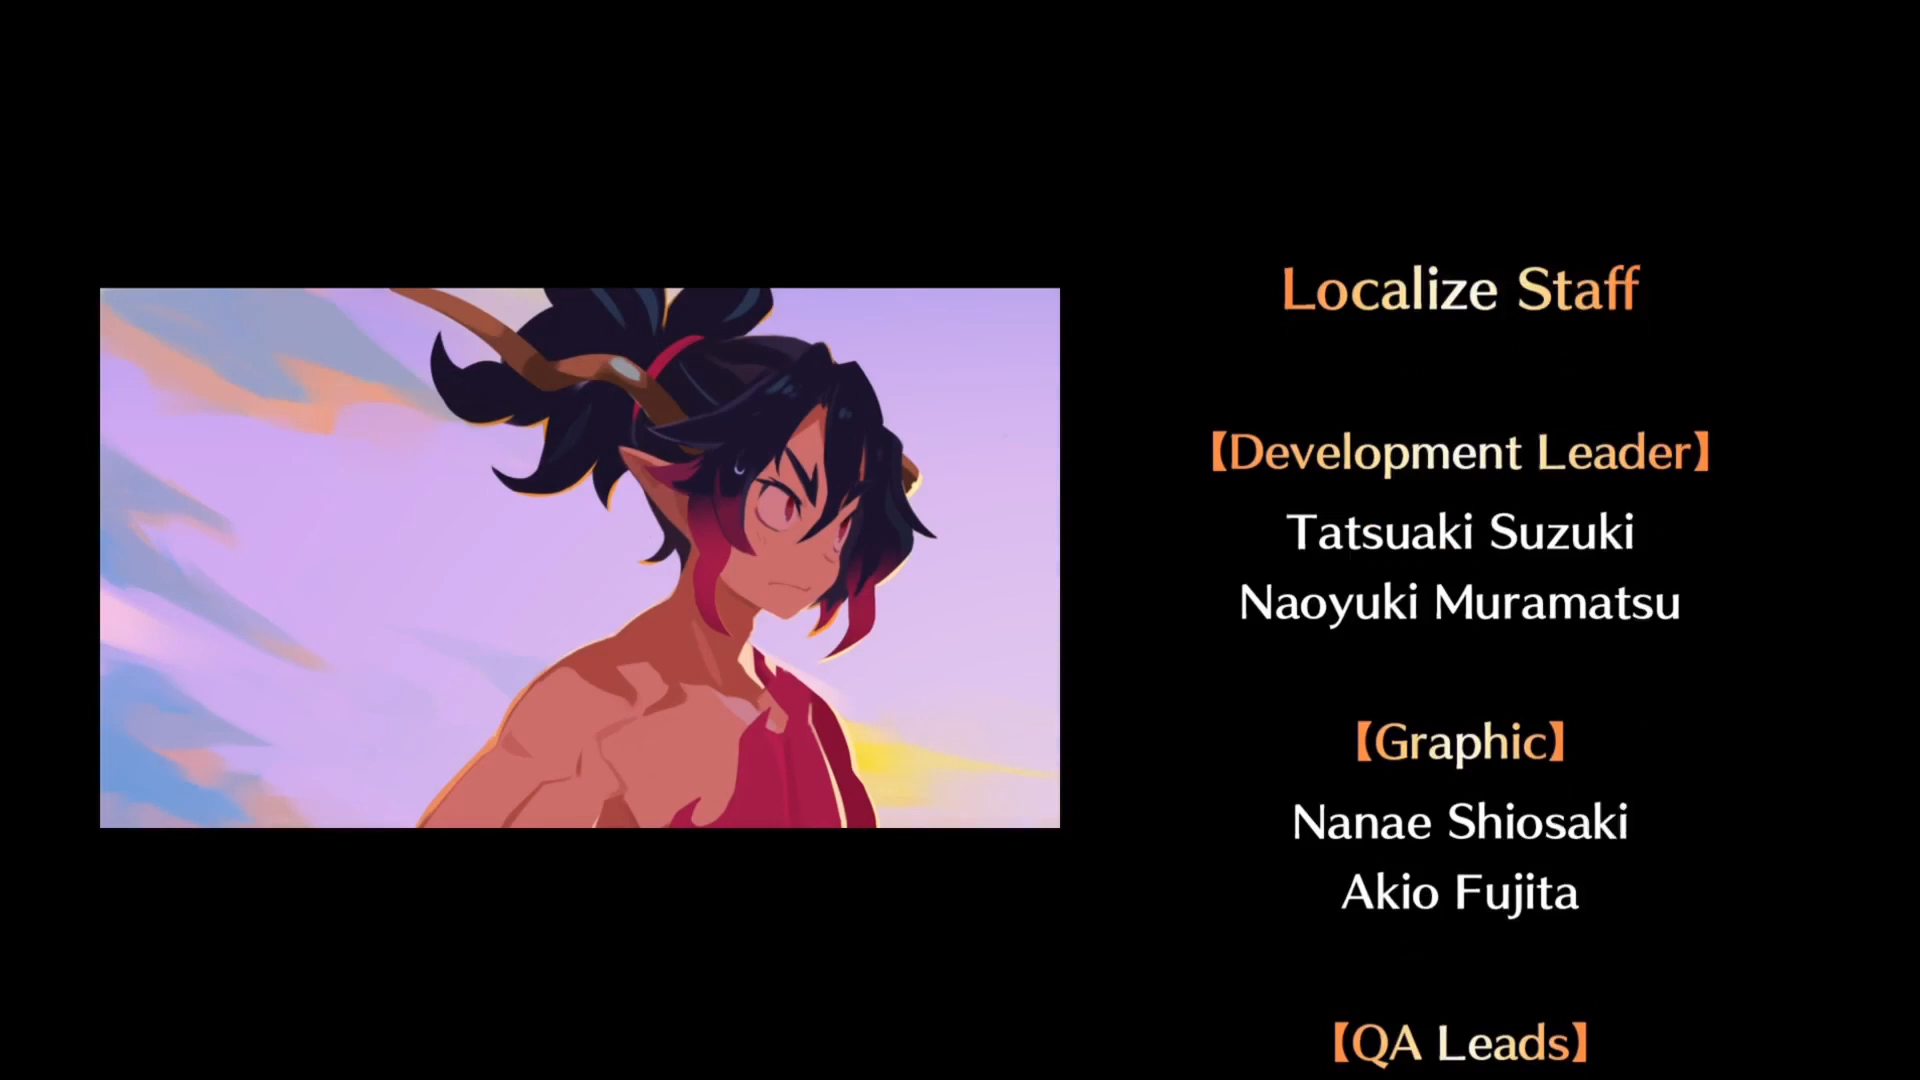 Localize Staff
【Development Leader】
Tatsuaki Suzuki
Naoyuki Muramatsu
【Graphic】
Nanae Shiosaki
Akio Fujita
【QA Leads】